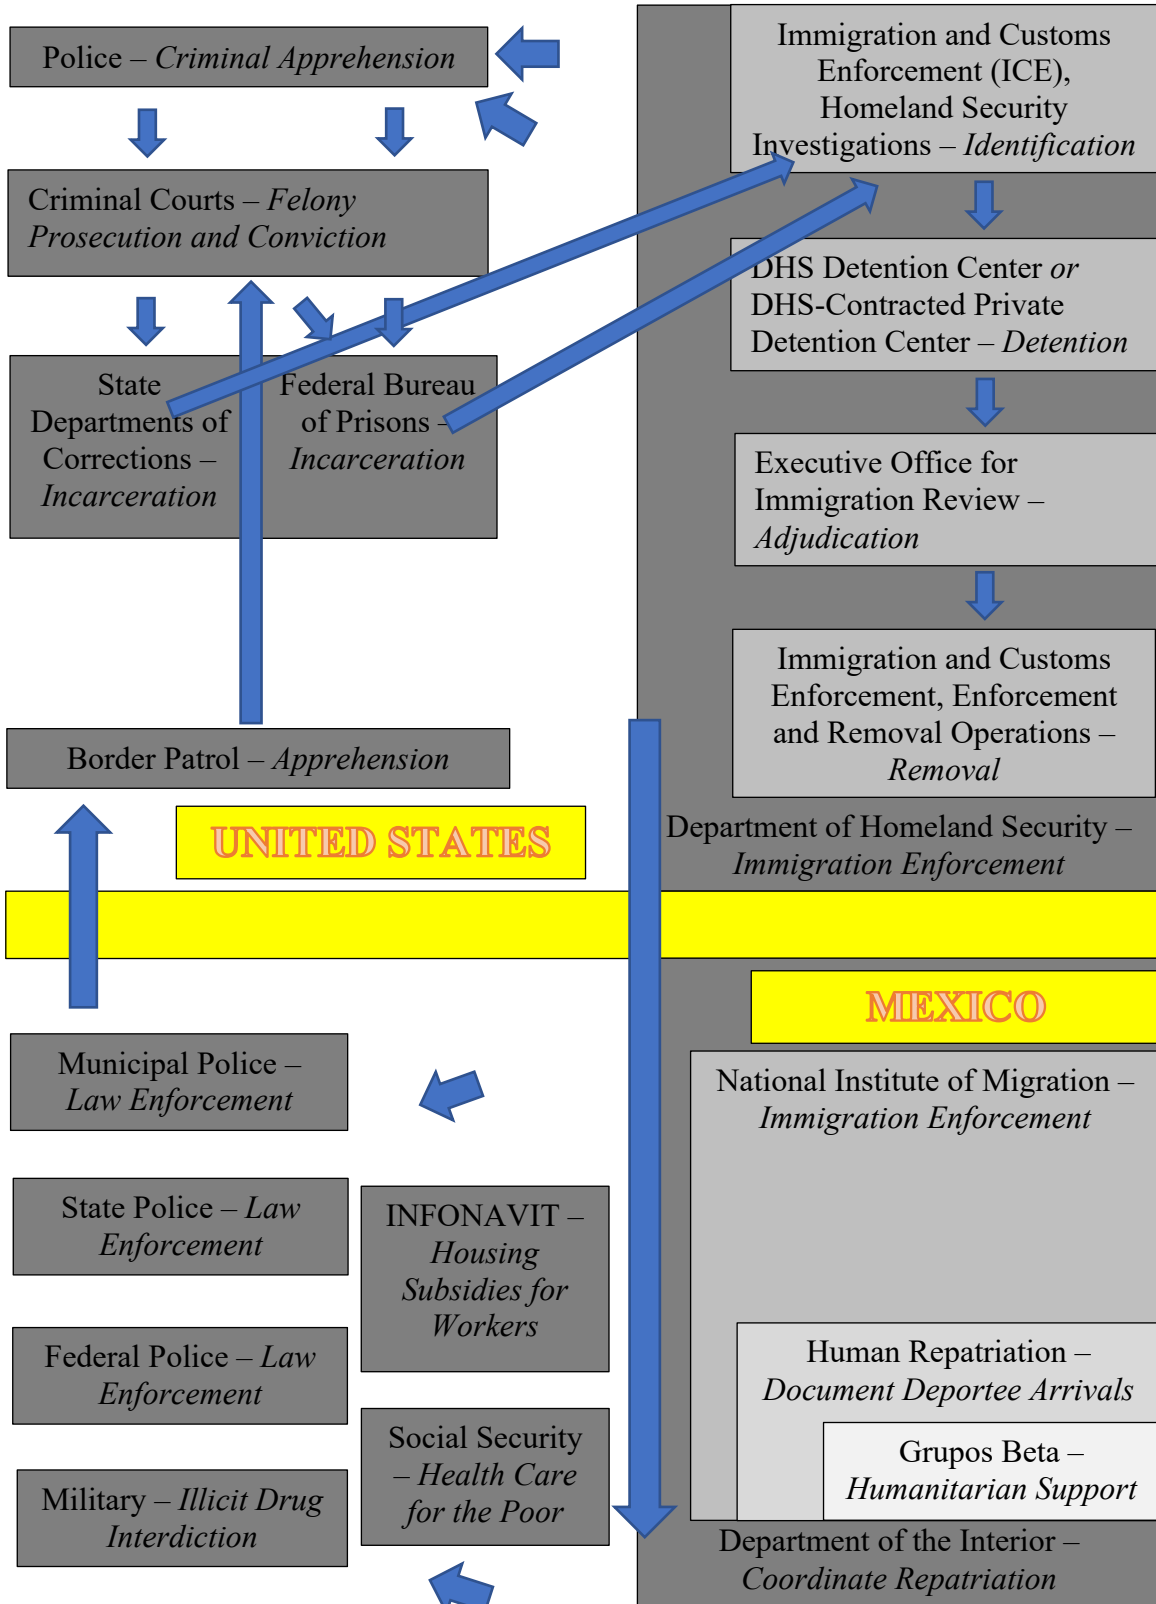 Police – Criminal Apprehension
Criminal Courts – Felony
Prosecution and Conviction
State
Departments of
Corrections –
Incarceration
Federal Bureau
of Prisons –
Incarceration
Border Patrol – Apprehension
UNITED STATES
Immigration and Customs
Enforcement (ICE),
Homeland Security
Investigations – Identification
DHS Detention Center or
DHS-Contracted Private
Detention Center – Detention
Executive Office for
Immigration Review –
Adjudication
Immigration and Customs
Enforcement, Enforcement
and Removal Operations –
Removal
Department of Homeland Security –
Immigration Enforcement
MEXICO
Municipal Police –
Law Enforcement
State Police – Law
Enforcement
Federal Police – Law
Enforcement
Military – Illicit Drug
Interdiction
INFONAVIT –
Housing
Subsidies for
Workers
Social Security
– Health Care
for the Poor
National Institute of Migration –
Immigration Enforcement
Human Repatriation –
Document Deportee Arrivals
Grupos Beta –
Humanitarian Support
Department of the Interior –
Coordinate Repatriation